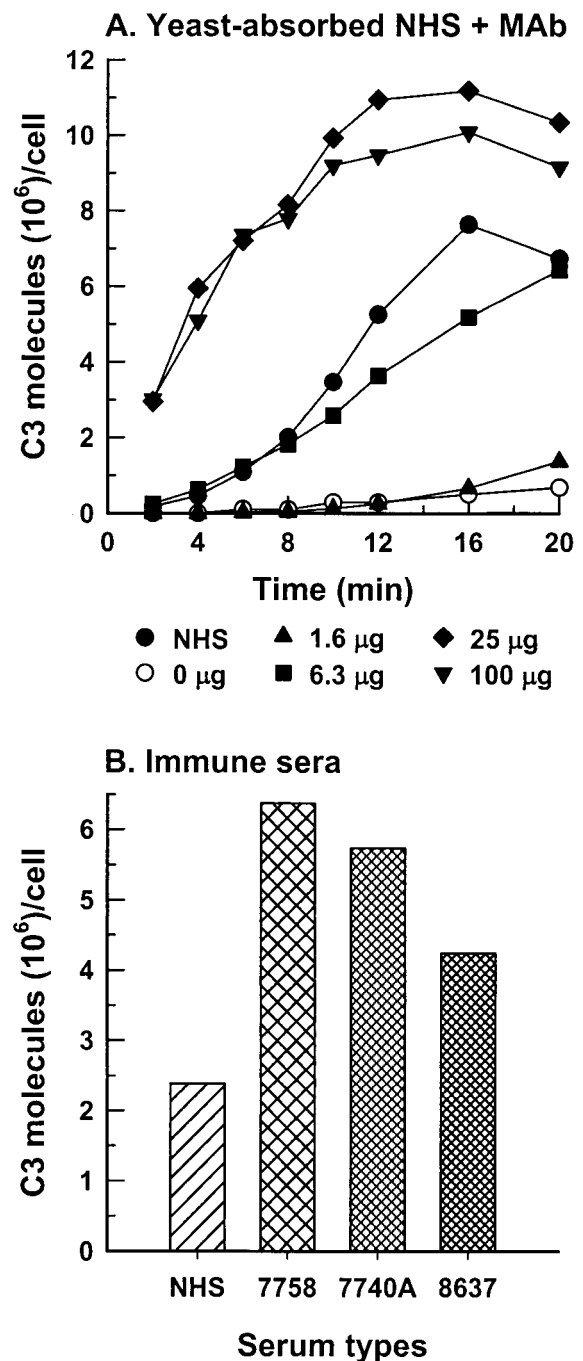 A. Yeast-absorbed NHS + MAb
C3 molecules (10⁶)/cell
12
10
8
6
4
2
0
0 4 8 12 16 20
Time (min)
NHS 1.6 µg 25 µg
0 µg 6.3 µg 100 µg
B. Immune sera
C3 molecules (10⁶)/cell
6
5
4
3
2
1
0
NHS 7758 7740A 8637
Serum types